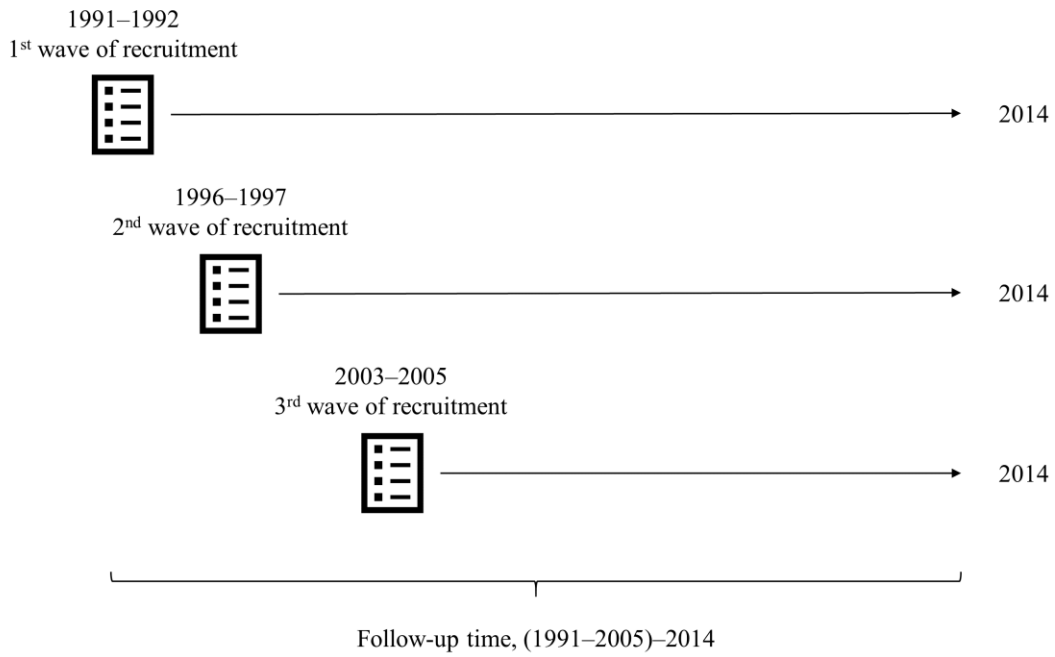 1991–1992
1st wave of recruitment
2014
1996–1997
2nd wave of recruitment
2014
2003–2005
3rd wave of recruitment
2014
Follow-up time, (1991–2005)–2014